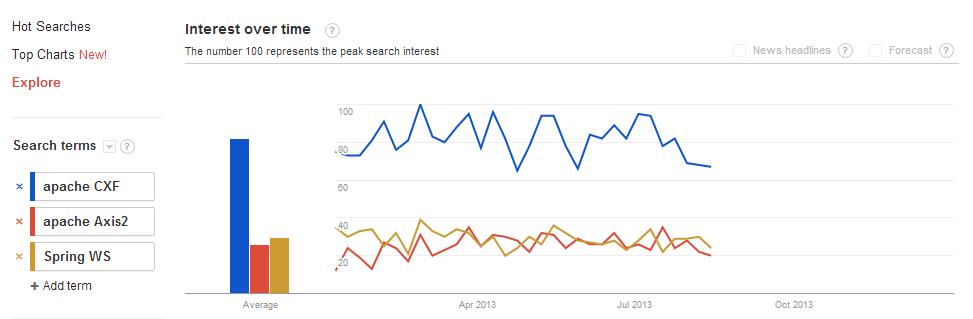 Hot Searches
Top Charts New!
Explore
Search terms ?
× apache CXF
× apache Axis2
× Spring WS
+ Add term
Interest over time ?
The number 100 represents the peak search interest
News headlines ? Forecast ?
100
80
60
40
20
Average Apr 2013 Jul 2013 Oct 2013